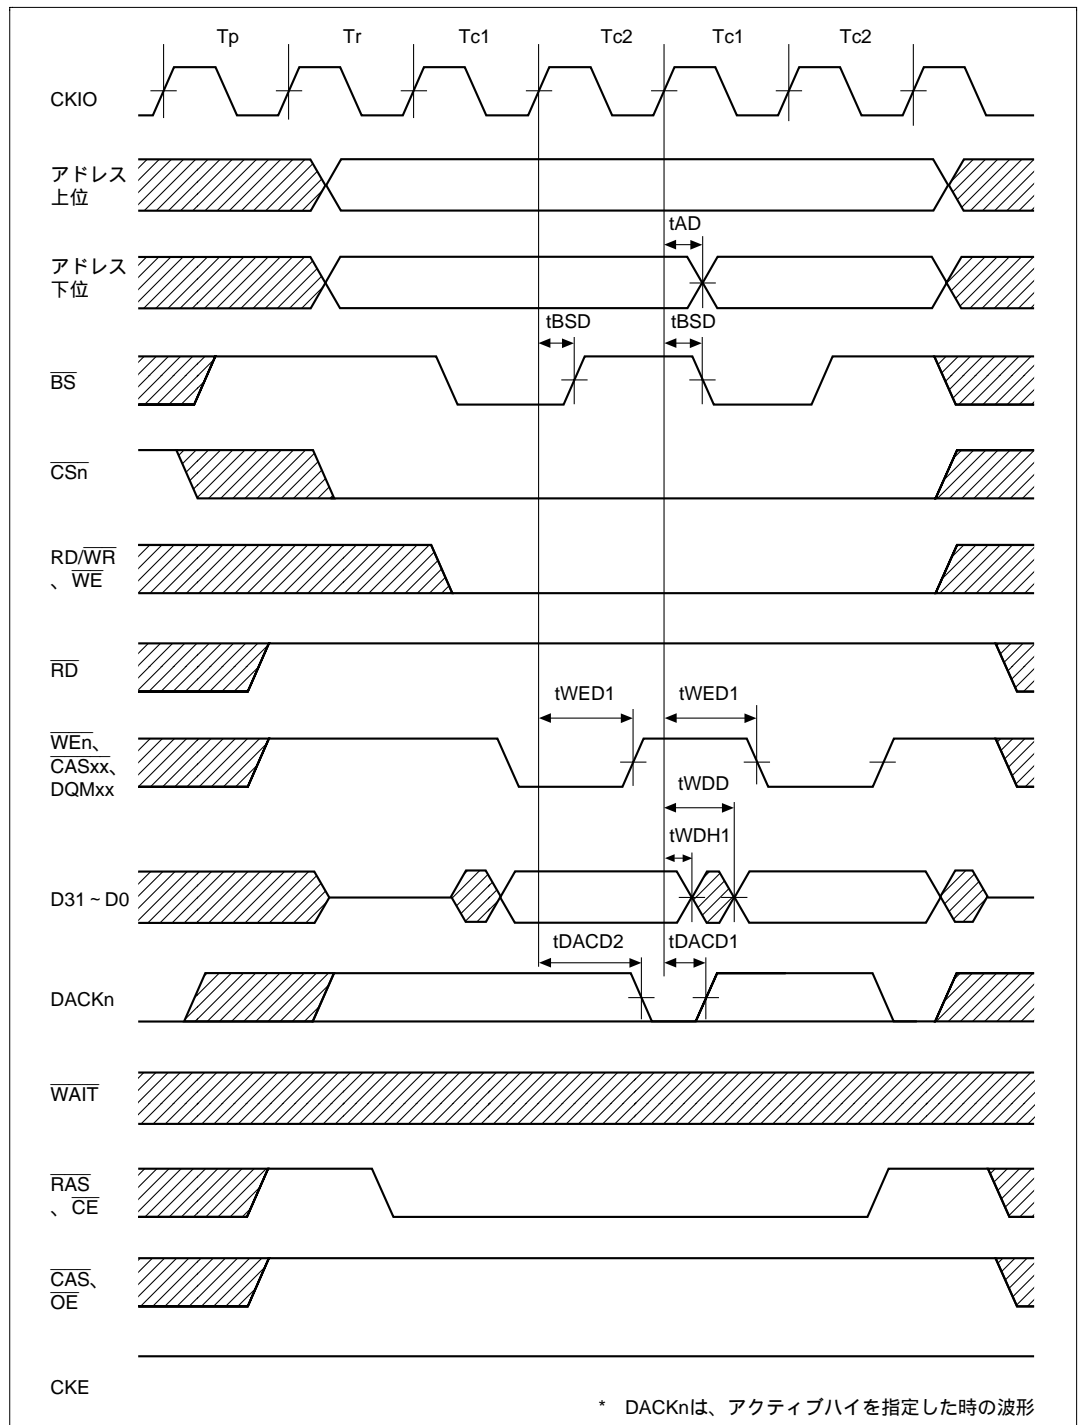 Tp Tr Tc1 Tc2 Tc1 Tc2
CKIO
アドレス
上位
tAD
アドレス
下位
tBSD tBSD
BS
CSn
RD/WR
、WE
RD
tWED1 tWED1
WEn、
CASxx、
DQMxx
tWDD
tWDH1
D31~D0
tDACD2 tDACD1
DACKn
WAIT
RAS
、CE
CAS、
OE
CKE
* DACKnは、アクティブハイを指定した時の波形